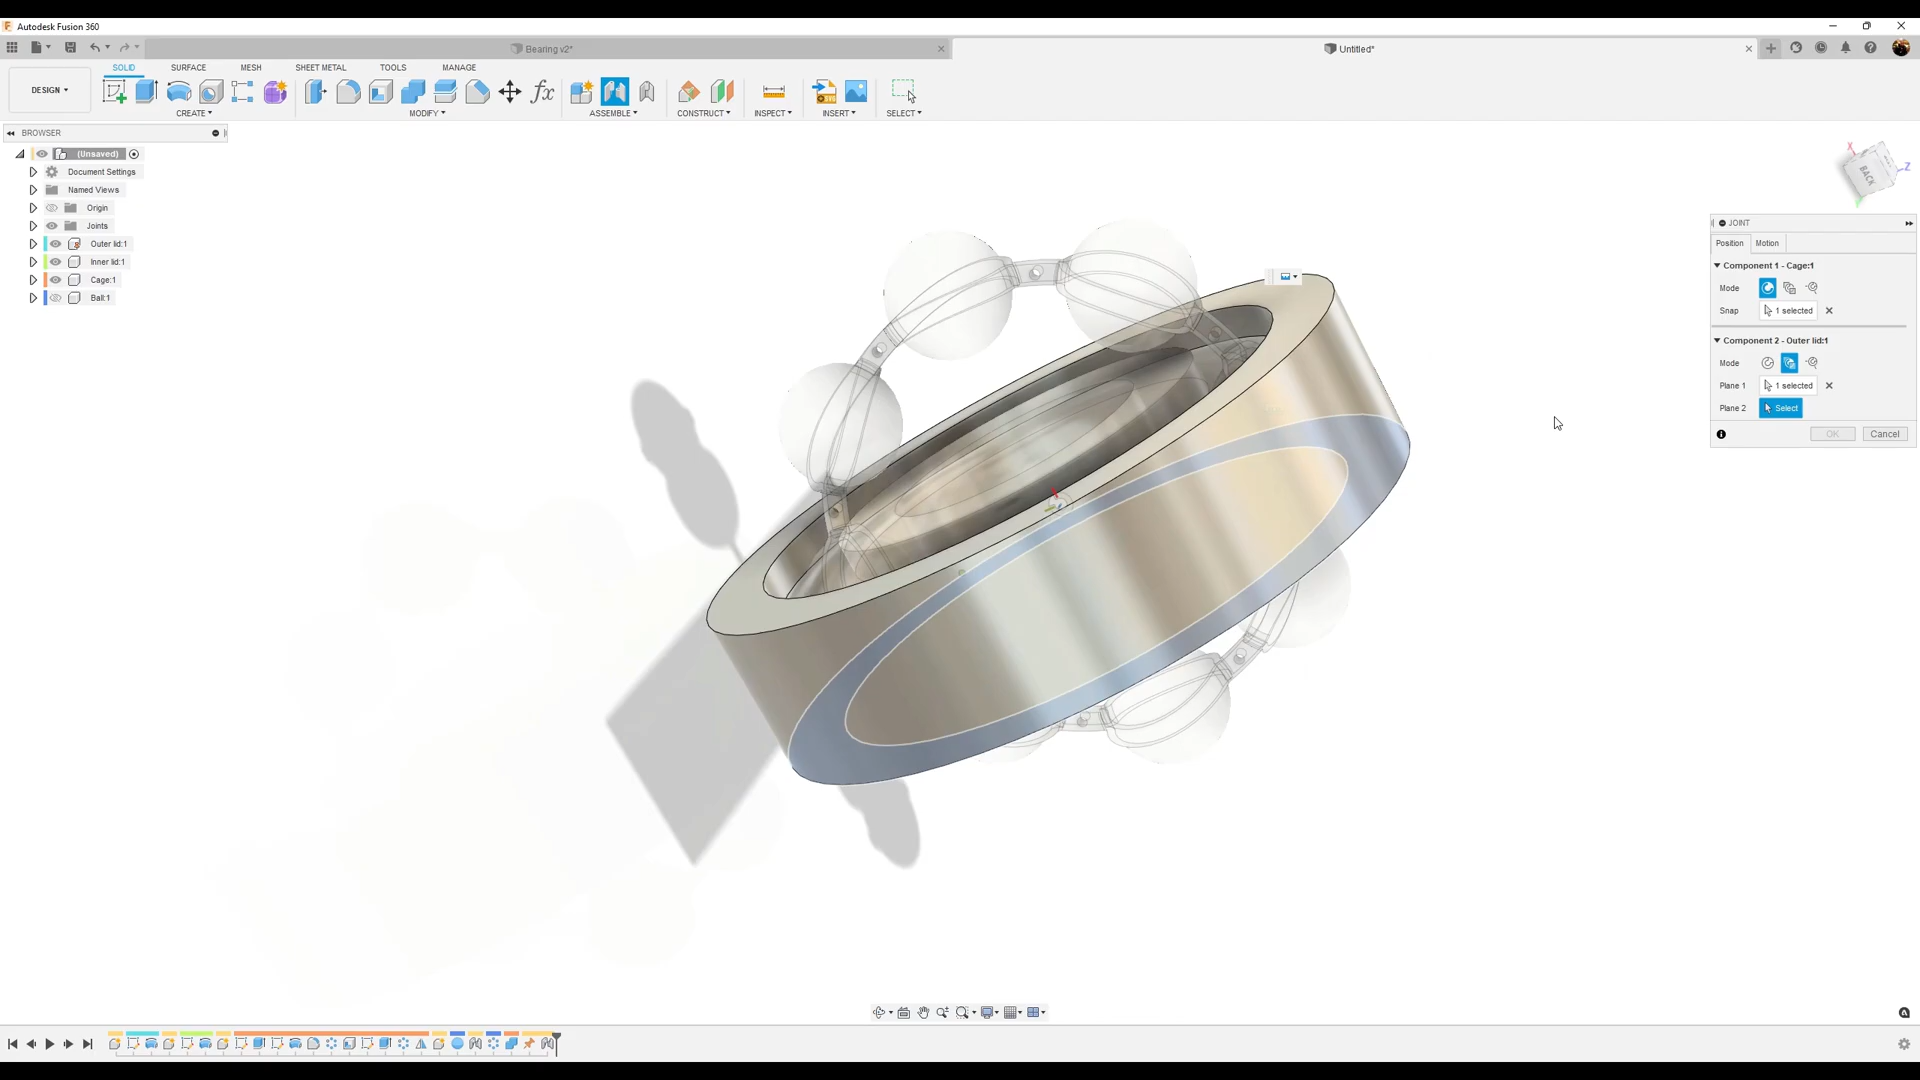 Autodesk Fusion 360
Bearing v2*
Untitled*
DESIGN
SOLID SURFACE MESH SHEET METAL TOOLS MANAGE
CREATE MODIFY ASSEMBLE CONSTRUCT INSPECT INSERT SELECT
BROWSER
(Unsaved)
Document Settings
Named Views
Origin
Joints
Outer lid:1
Inner lid:1
Cage:1
Ball:1
X
BACK
Z
JOINT
Position Motion
Component 1 - Cage:1
Mode
Snap 1 selected
Component 2 - Outer lid:1
Mode
Plane 1 1 selected
Plane 2 Select
OK Cancel